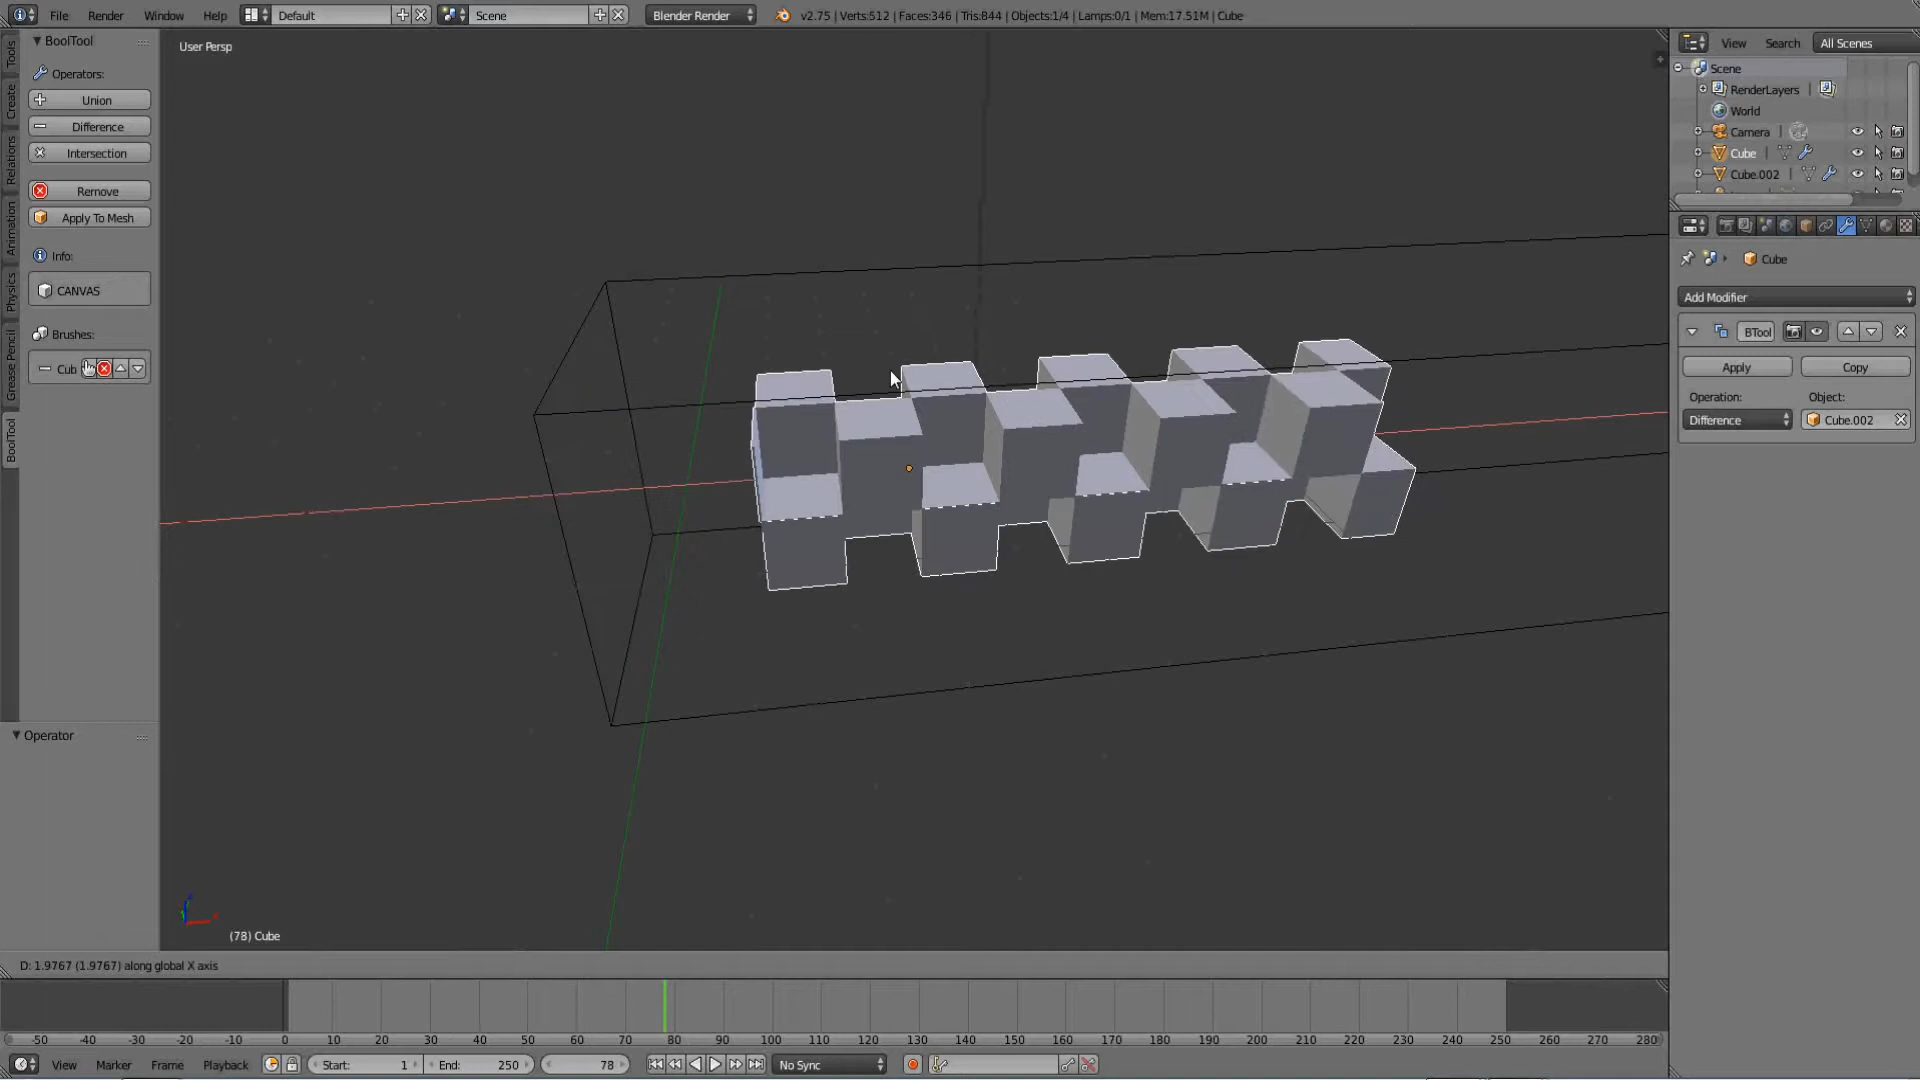 File Render Window Help Default Scene Blender Render v2.75 | Verts:512 | Faces:346 | Tris:844 | Objects:1/4 | Lamps:0/1 | Mem:17.51M | Cube
BoolTool
User Persp
View Search All Scenes
Operators:
Scene
Union
RenderLayers
World
Difference
Camera
Intersection
Cube
Cube.002
Remove
Apply To Mesh
Info:
Cube
CANVAS
Add Modifier
Brushes:
BTool
Cub
Apply Copy
Operation: Object:
Difference Cube.002
Tools
Create
Relations
Animation
Physics
Grease Pencil
BoolTool
Operator
(78) Cube
D: 1.9767 (1.9767) along global X axis
-50 -40 -30 -20 -10 0 10 20 30 40 50 60 70 80 90 100 110 120 130 140 150 160 170 180 190 200 210 220 230 240 250 260 270 280
View Marker Frame Playback Start: 1 End: 250 78 No Sync